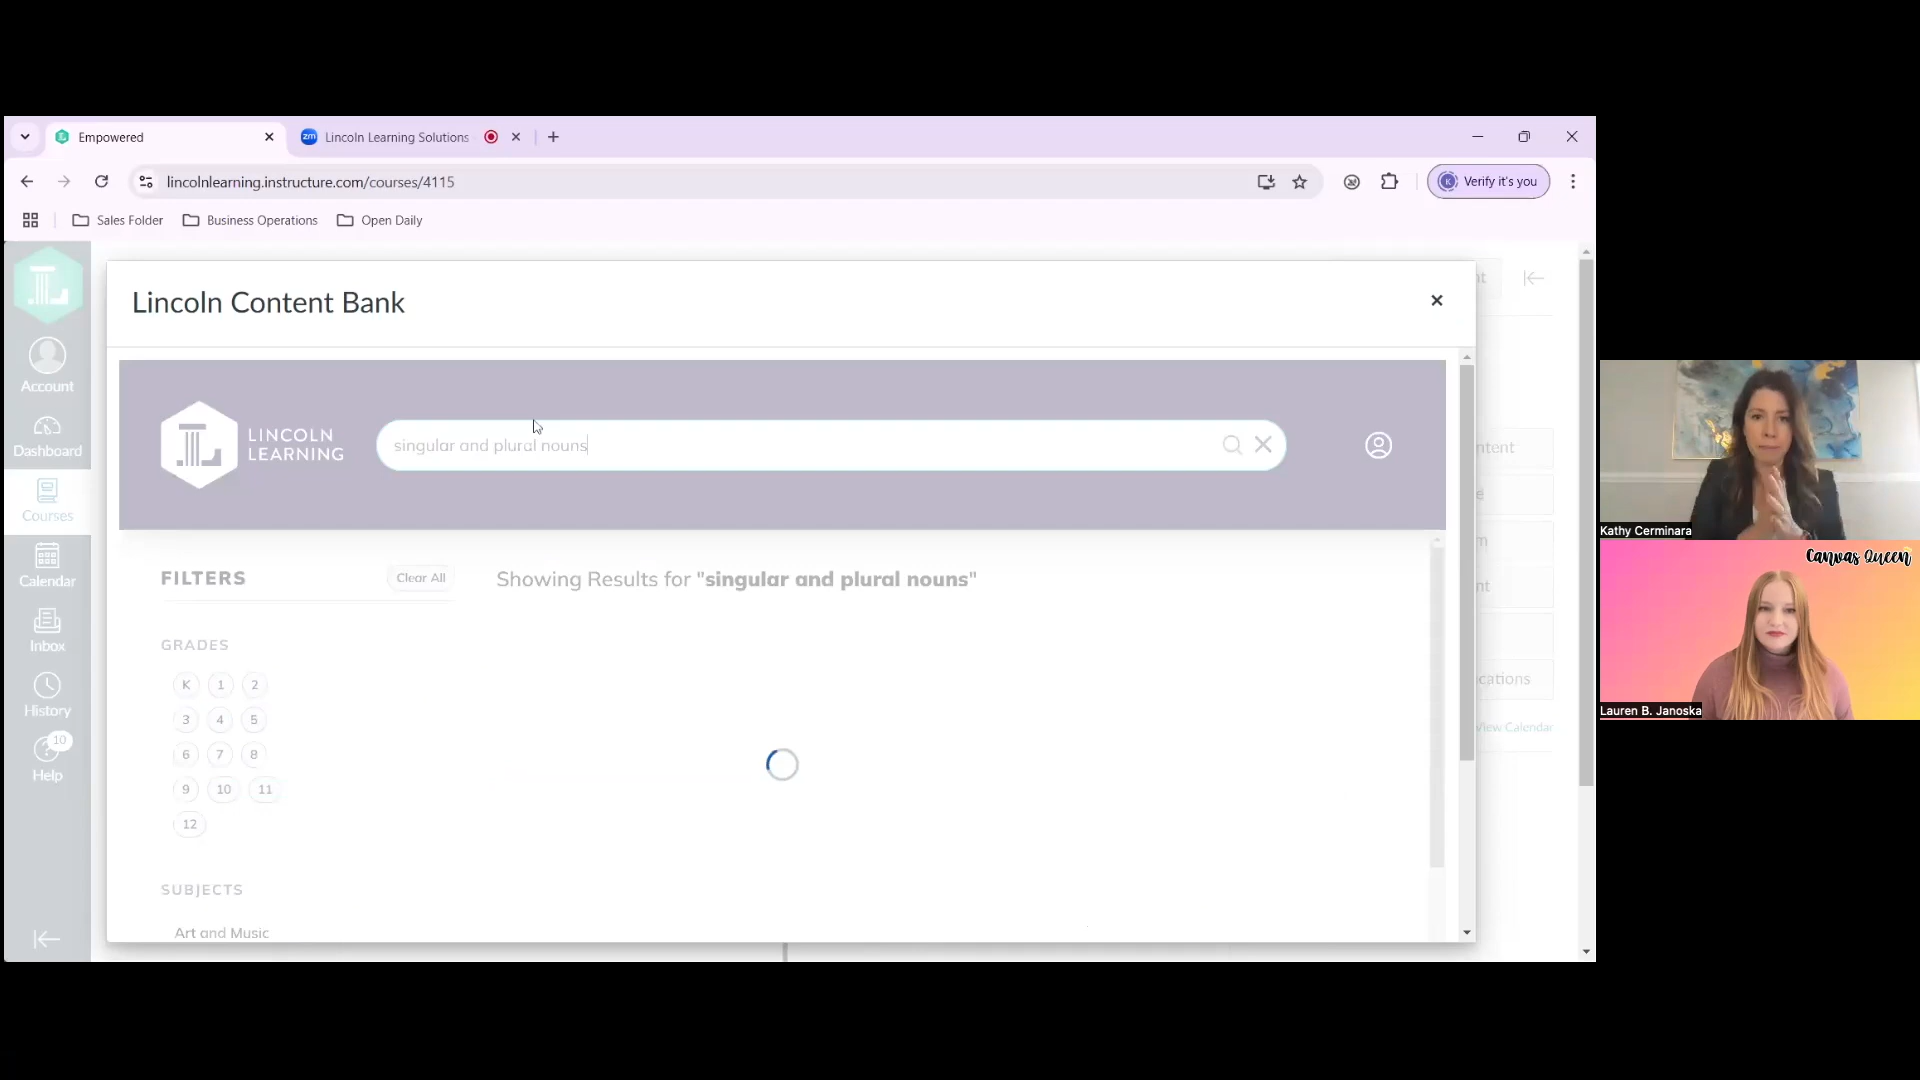 Empowered
zm
Lincoln Learning Solutions
lincolnlearning.instructure.com/courses/4115
K
Verify it's you
Sales Folder
Business Operations
Open Daily
Account
Dashboard
Courses
Calendar
Inbox
History
10
Help
Lincoln Content Bank
LINCOLN
LEARNING
singular and plural nouns
FILTERS
Clear All
Showing Results for "singular and plural nouns"
GRADES
K 1 2
3 4 5
6 7 8
9 10 11
12
SUBJECTS
Art and Music
View Calendar
Kathy Cerminara
Canvas Queen
Lauren B. Janoska